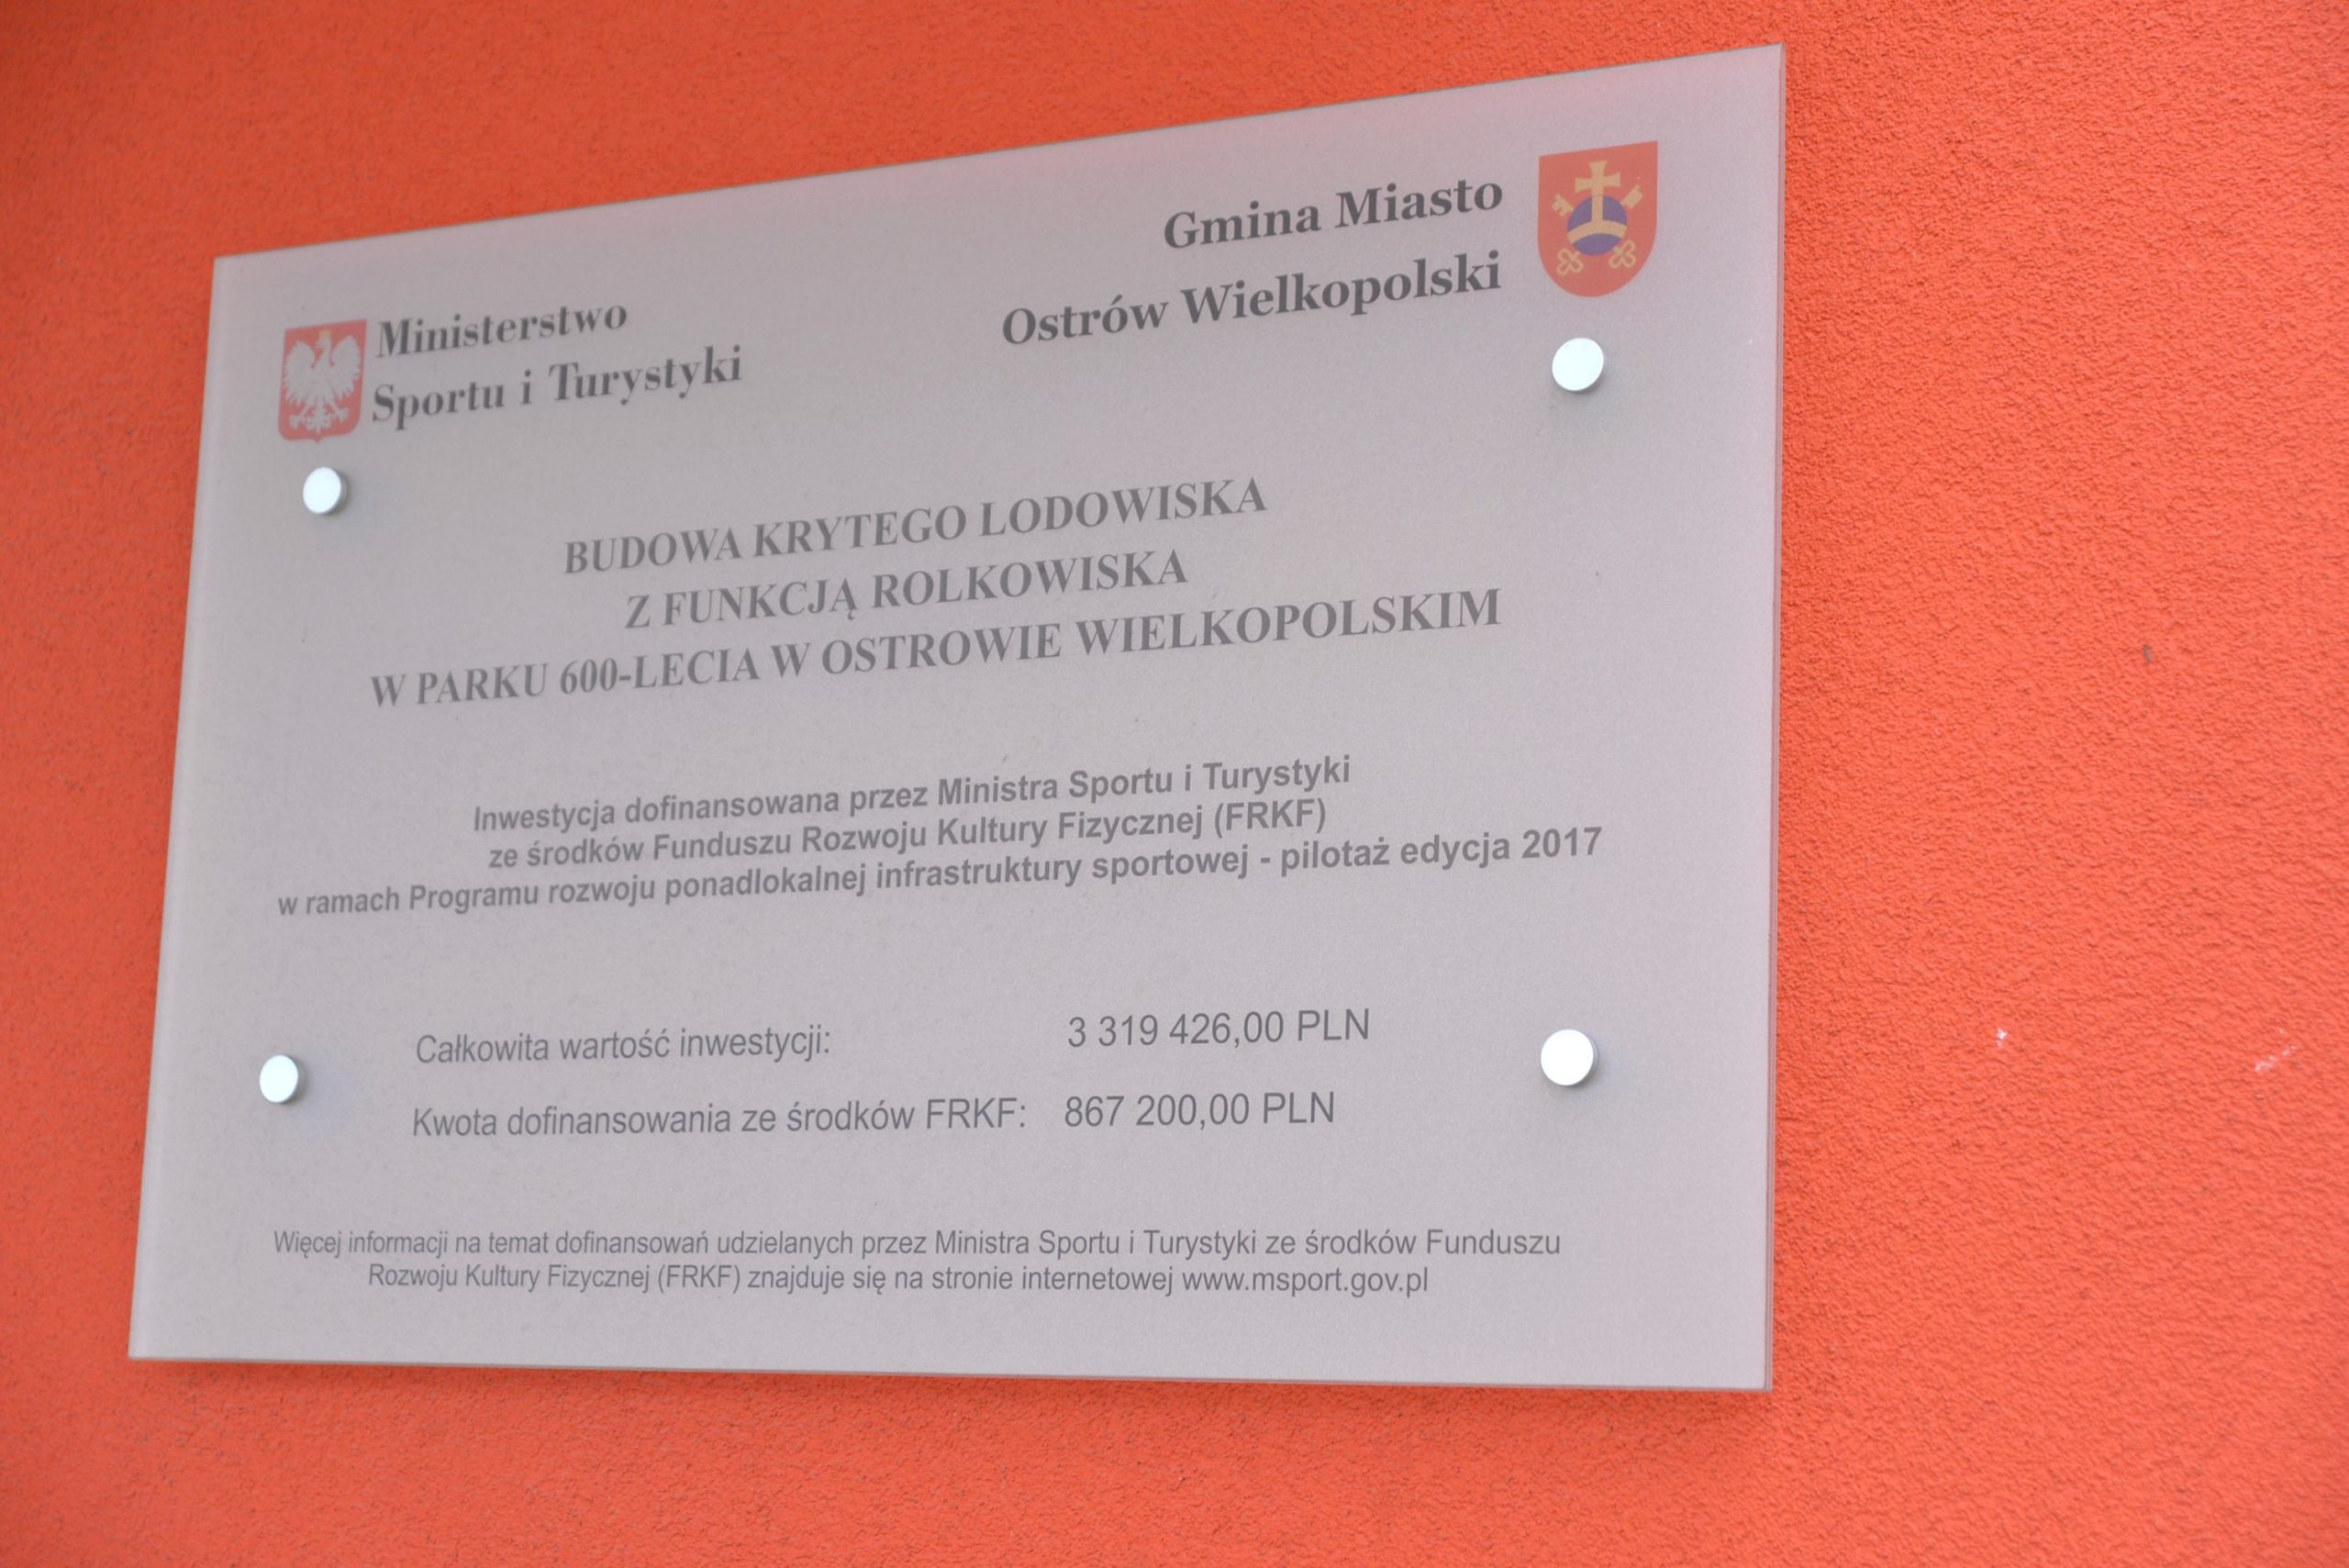 Ministerstwo
Sportu i Turystyki
Gmina Miasto
Ostrów Wielkopolski
BUDOWA KRYTEGO LODOWISKA
Z FUNKCJĄ ROLKOWISKA
W PARKU 600-LECIA W OSTROWIE WIELKOPOLSKIM
Inwestycja dofinansowana przez Ministra Sportu i Turystyki
ze środków Funduszu Rozwoju Kultury Fizycznej (FRKF)
w ramach Programu rozwoju ponadlokalnej infrastruktury sportowej - pilotaż edycja 2017
Całkowita wartość inwestycji: 3 319 426,00 PLN
Kwota dofinansowania ze środków FRKF: 867 200,00 PLN
Więcej informacji na temat dofinansowań udzielanych przez Ministra Sportu i Turystyki ze środków Funduszu
Rozwoju Kultury Fizycznej (FRKF) znajduje się na stronie internetowej www.msport.gov.pl